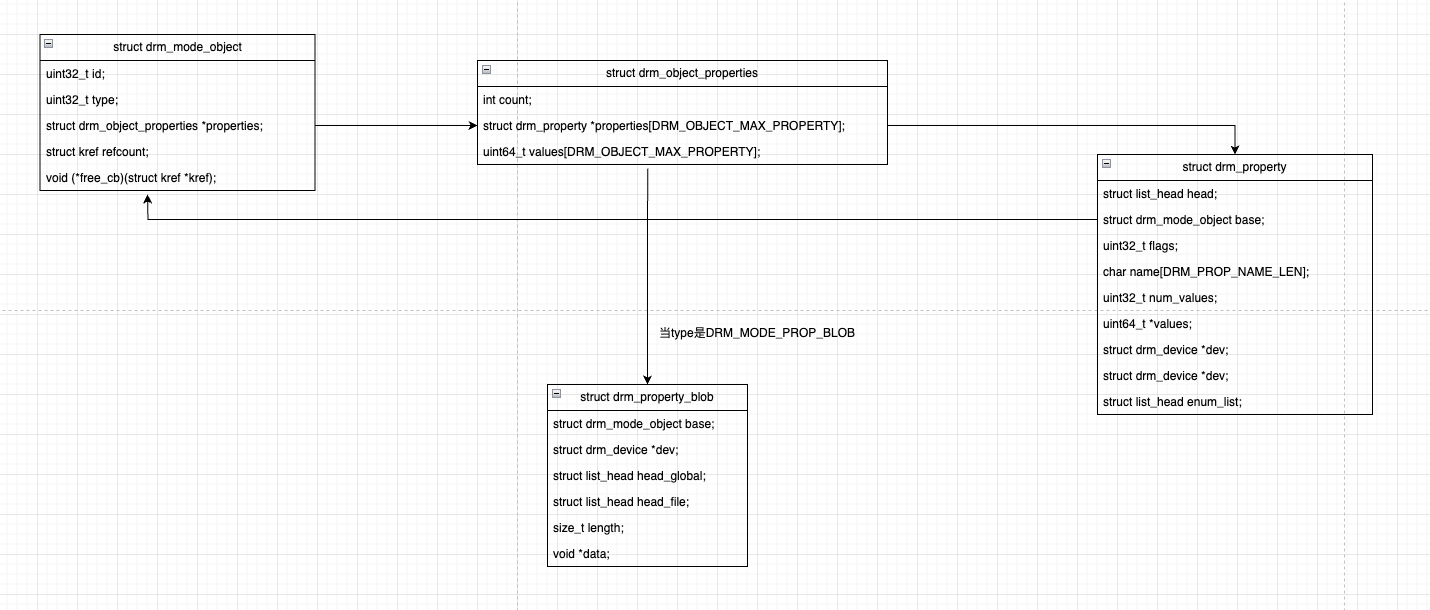 struct drm_mode_object
uint32_t id;
uint32_t type;
struct drm_object_properties *properties;
struct kref refcount;
void (*free_cb)(struct kref *kref);
struct drm_object_properties
int count;
struct drm_property *properties[DRM_OBJECT_MAX_PROPERTY];
uint64_t values[DRM_OBJECT_MAX_PROPERTY];
struct drm_property
struct list_head head;
struct drm_mode_object base;
uint32_t flags;
char name[DRM_PROP_NAME_LEN];
uint32_t num_values;
uint64_t *values;
struct drm_device *dev;
struct drm_device *dev;
struct list_head enum_list;
当type是DRM_MODE_PROP_BLOB
struct drm_property_blob
struct drm_mode_object base;
struct drm_device *dev;
struct list_head head_global;
struct list_head head_file;
size_t length;
void *data;